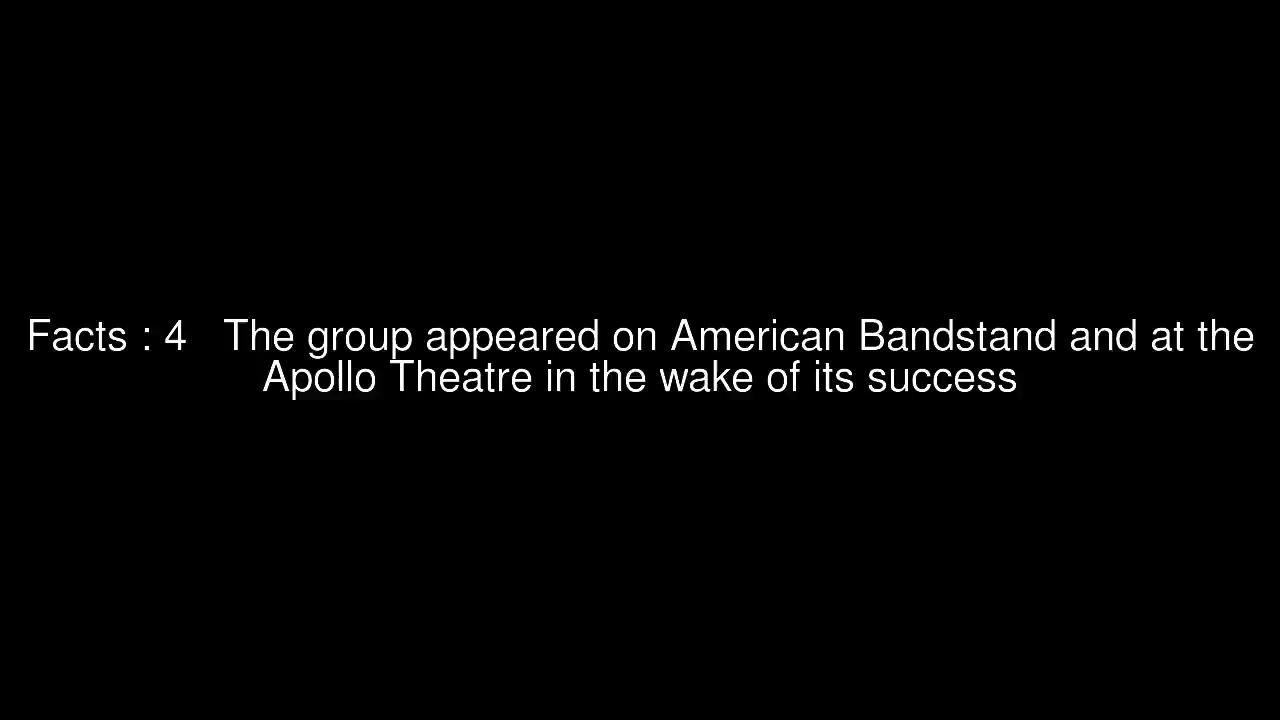 Facts : 4 The group appeared on American Bandstand and at the
Apollo Theatre in the wake of its success